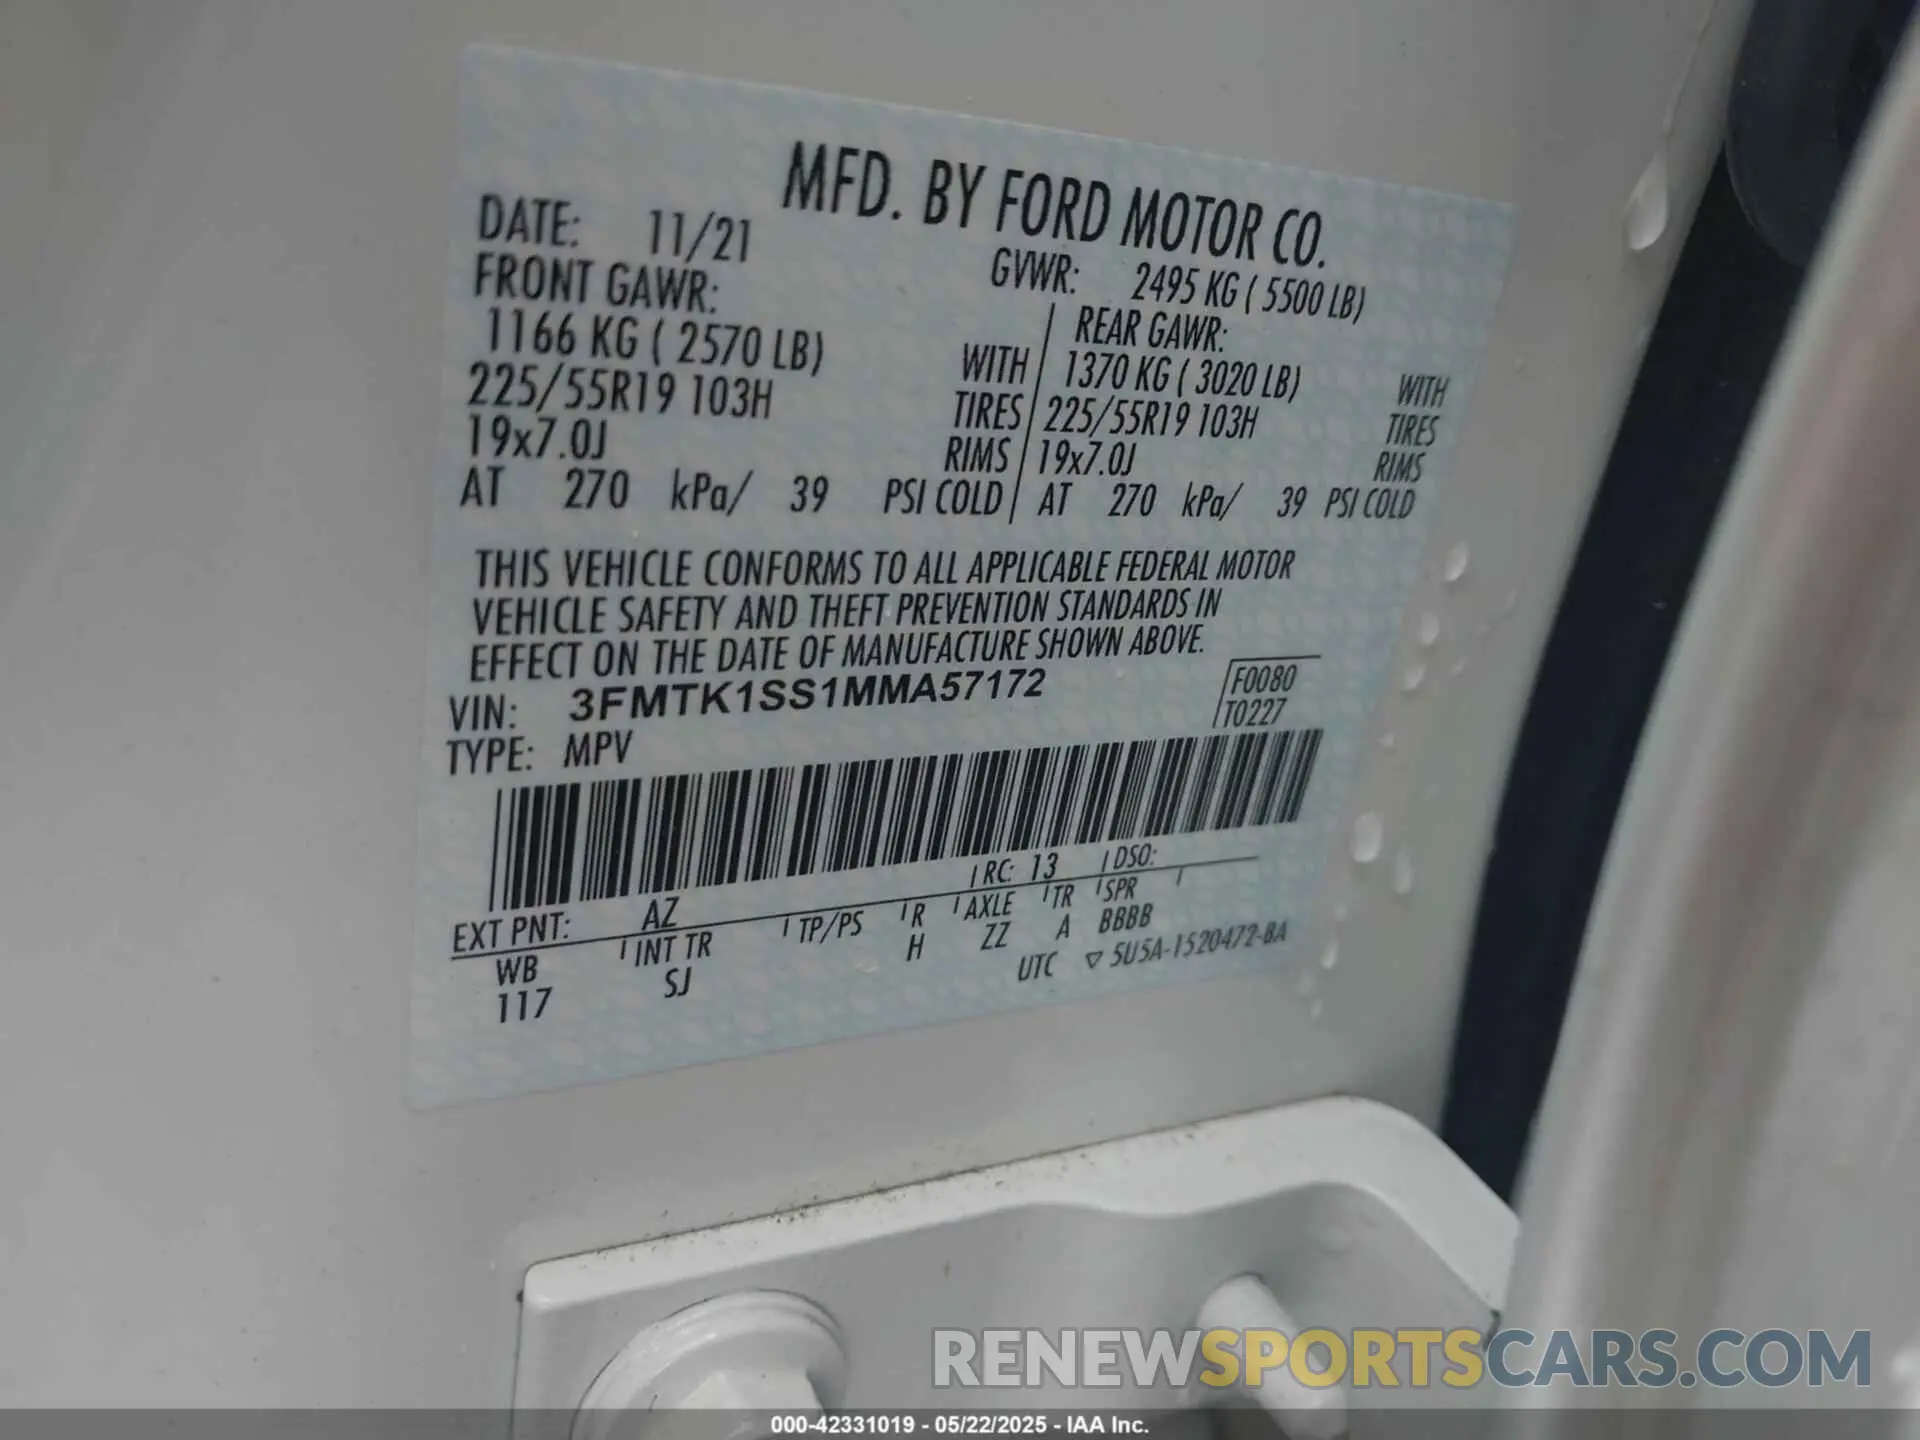 MFD. BY FORD MOTOR CO.
DATE: 11/21 GVWR: 2495 KG ( 5500 LB)
FRONT GAWR: REAR GAWR:
1166 KG ( 2570 LB) WITH 1370 KG ( 3020 LB) WITH
225/55R19 103H TIRES 225/55R19 103H TIRES
19x7.0J RIMS 19x7.0J RIMS
AT 270 kPa/ 39 PSI COLD AT 270 kPa/ 39 PSI COLD
THIS VEHICLE CONFORMS TO ALL APPLICABLE FEDERAL MOTOR
VEHICLE SAFETY AND THEFT PREVENTION STANDARDS IN
EFFECT ON THE DATE OF MANUFACTURE SHOWN ABOVE.
VIN: 3FMTK1SS1MMA57172 F0080
TYPE: MPV T0227
EXT PNT: AZ RC: 13 DSO:
WB INT TR TP/PS R AXLE TR SPR
117 SJ H ZZ A BBBB
UTC ▽ 5U5A-1520472-BA
RENEWSPORTSCARS.COM
000-42331019 - 05/22/2025 - IAA Inc.